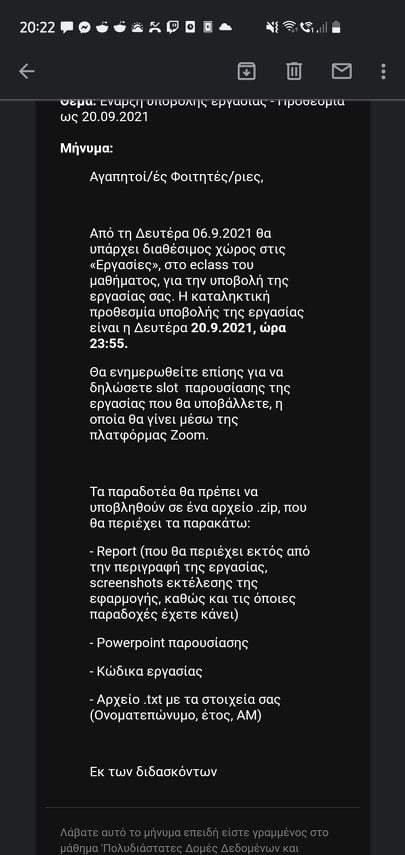 20:22
Θέμα: Έναρξη υποβολής εργασίας - Προθεσμία
ως 20.09.2021
Μήνυμα:
Αγαπητοί/ές Φοιτητές/ριες,
Από τη Δευτέρα 06.9.2021 θα
υπάρχει διαθέσιμος χώρος στις
«Εργασίες», στο eclass του
μαθήματος, για την υποβολή της
εργασίας σας. Η καταληκτική
προθεσμία υποβολής της εργασίας
είναι η Δευτέρα 20.9.2021, ώρα
23:55.
Θα ενημερωθείτε επίσης για να
δηλώσετε slot παρουσίασης της
εργασίας που θα υποβάλλετε, η
οποία θα γίνει μέσω της
πλατφόρμας Zoom.
Τα παραδοτέα θα πρέπει να
υποβληθούν σε ένα αρχείο .zip, που
θα περιέχει τα παρακάτω:
- Report (που θα περιέχει εκτός από
την περιγραφή της εργασίας,
screenshots εκτέλεσης της
εφαρμογής, καθώς και τις όποιες
παραδοχές έχετε κάνει)
- Powerpoint παρουσίασης
- Κώδικα εργασίας
- Αρχείο .txt με τα στοιχεία σας
(Ονοματεπώνυμο, έτος, ΑΜ)
Εκ των διδασκόντων
Λάβατε αυτό το μήνυμα επειδή είστε γραμμένος στο
μάθημα 'Πολυδιάστατες Δομές Δεδομένων και